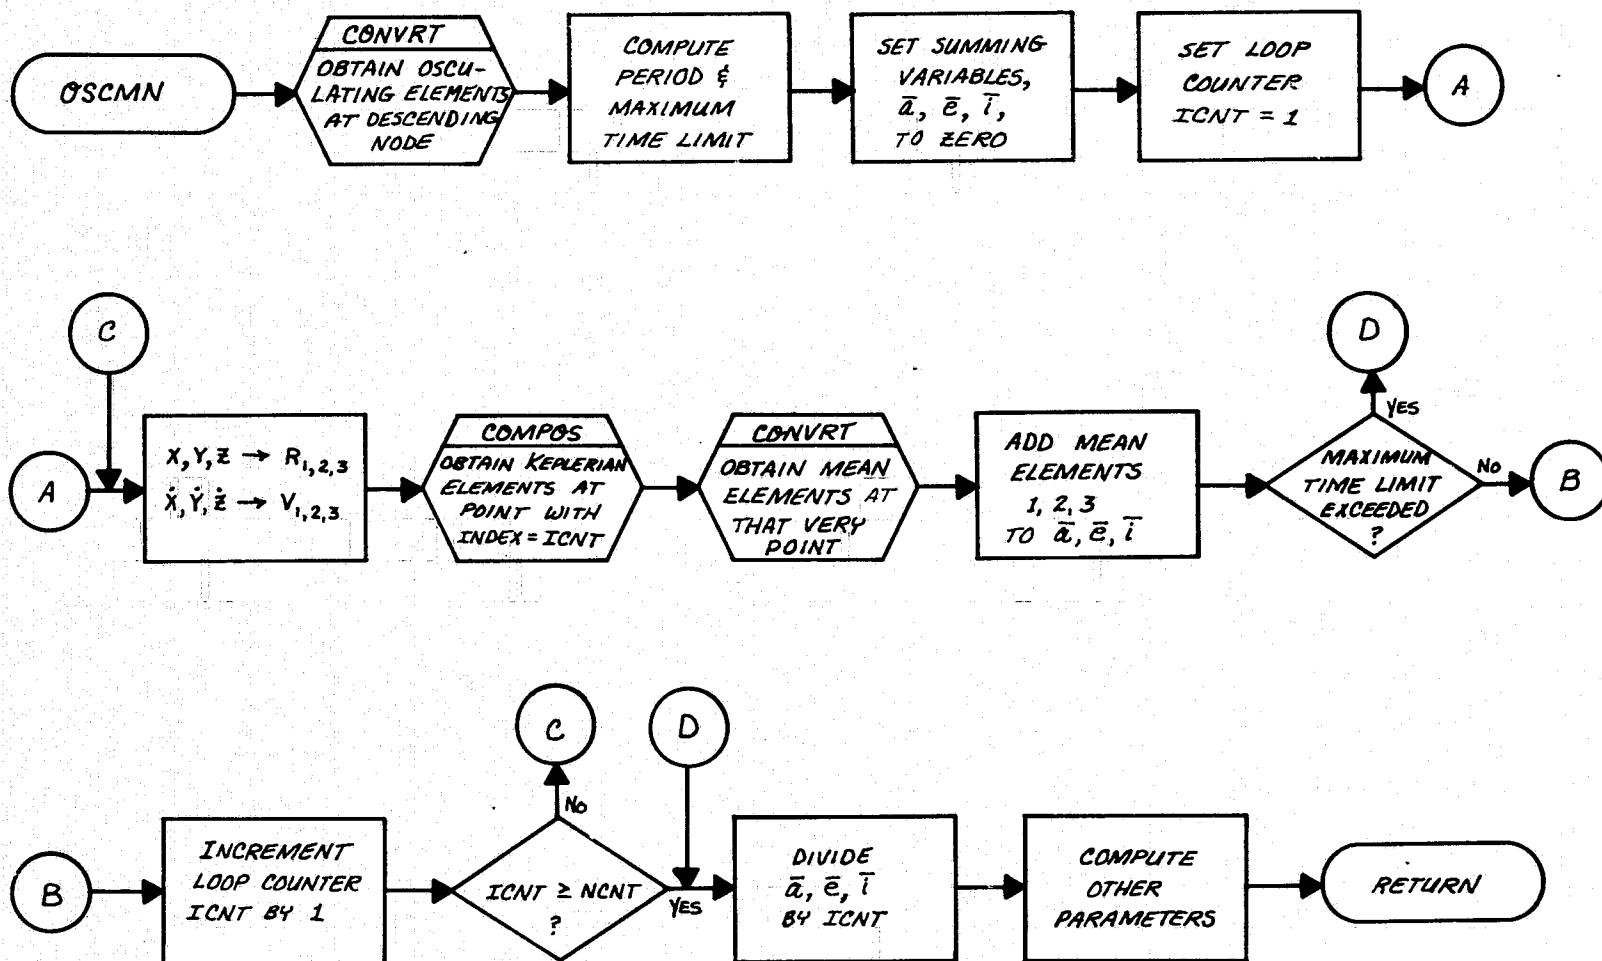 OSCMN
CONVRT
OBTAIN OSCU-
LATING ELEMENTS
AT DESCENDING
NODE
COMPUTE
PERIOD &
MAXIMUM
TIME LIMIT
SET SUMMING
VARIABLES,
a̅, e̅, i̅,
TO ZERO
SET LOOP
COUNTER
ICNT = 1
A
C
A
X, Y, Z → R₁,₂,₃
Ẋ, Ẏ, Ż → V₁,₂,₃
COMPOS
OBTAIN KEPLERIAN
ELEMENTS AT
POINT WITH
INDEX = ICNT
CONVRT
OBTAIN MEAN
ELEMENTS AT
THAT VERY
POINT
ADD MEAN
ELEMENTS
1, 2, 3
TO a̅, e̅, i̅
D
YES
MAXIMUM
TIME LIMIT
EXCEEDED
?
NO
B
B
INCREMENT
LOOP COUNTER
ICNT BY 1
C
NO
ICNT ≥ NCNT
?
YES
D
DIVIDE
a̅, e̅, i̅
BY ICNT
COMPUTE
OTHER
PARAMETERS
RETURN